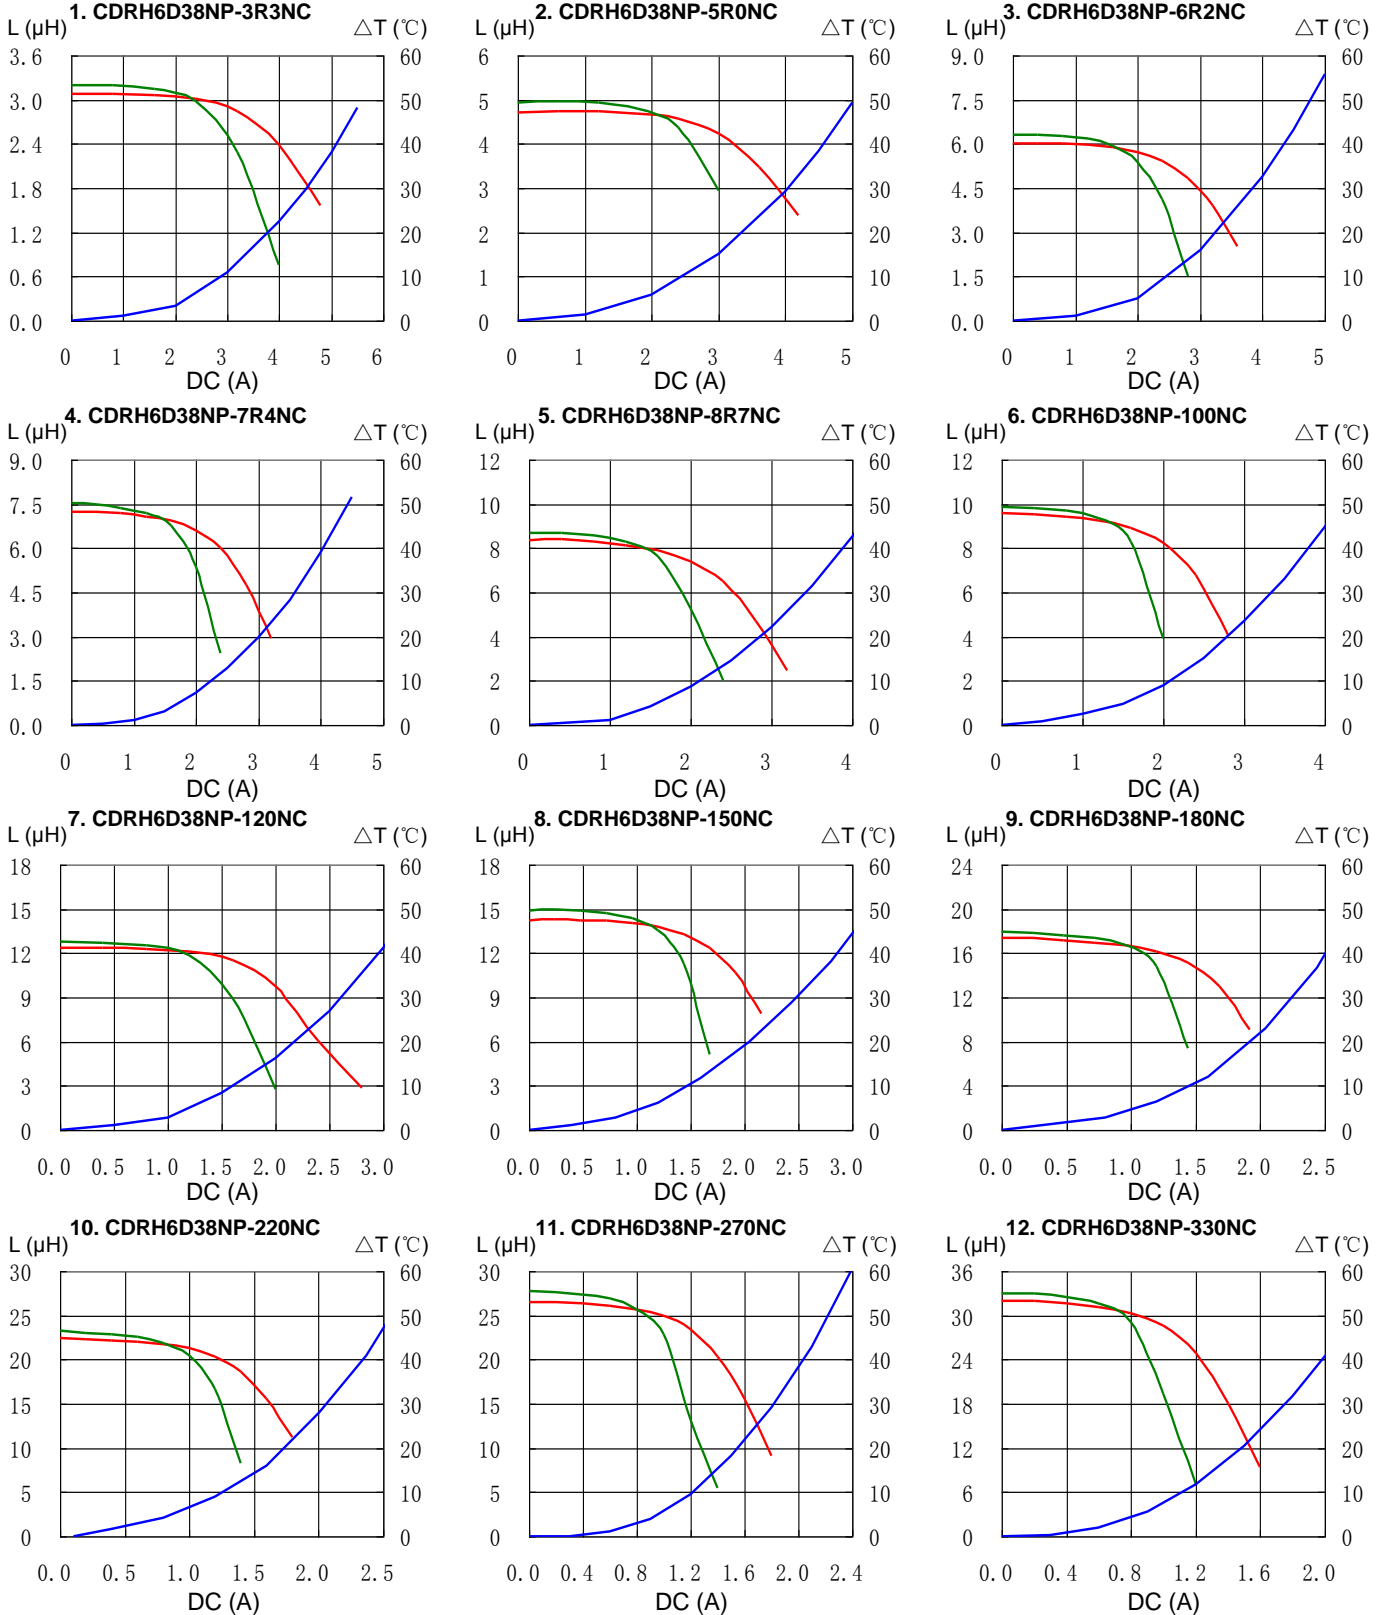 1. CDRH6D38NP-3R3NC
L (µH) △T (℃)
3.6 60
3.0 50
2.4 40
1.8 30
1.2 20
0.6 10
0.0 0
0 1 2 3 4 5 6
DC (A)
2. CDRH6D38NP-5R0NC
L (µH) △T (℃)
6 60
5 50
4 40
3 30
2 20
1 10
0 0
0 1 2 3 4 5
DC (A)
3. CDRH6D38NP-6R2NC
L (µH) △T (℃)
9.0 60
7.5 50
6.0 40
4.5 30
3.0 20
1.5 10
0.0 0
0 1 2 3 4 5
DC (A)
4. CDRH6D38NP-7R4NC
L (µH) △T (℃)
9.0 60
7.5 50
6.0 40
4.5 30
3.0 20
1.5 10
0.0 0
0 1 2 3 4 5
DC (A)
5. CDRH6D38NP-8R7NC
L (µH) △T (℃)
12 60
10 50
8 40
6 30
4 20
2 10
0 0
0 1 2 3 4
DC (A)
6. CDRH6D38NP-100NC
L (µH) △T (℃)
12 60
10 50
8 40
6 30
4 20
2 10
0 0
0 1 2 3 4
DC (A)
7. CDRH6D38NP-120NC
L (µH) △T (℃)
18 60
15 50
12 40
9 30
6 20
3 10
0 0
0.0 0.5 1.0 1.5 2.0 2.5 3.0
DC (A)
8. CDRH6D38NP-150NC
L (µH) △T (℃)
18 60
15 50
12 40
9 30
6 20
3 10
0 0
0.0 0.5 1.0 1.5 2.0 2.5 3.0
DC (A)
9. CDRH6D38NP-180NC
L (µH) △T (℃)
24 60
20 50
16 40
12 30
8 20
4 10
0 0
0.0 0.5 1.0 1.5 2.0 2.5
DC (A)
10. CDRH6D38NP-220NC
L (µH) △T (℃)
30 60
25 50
20 40
15 30
10 20
5 10
0 0
0.0 0.5 1.0 1.5 2.0 2.5
DC (A)
11. CDRH6D38NP-270NC
L (µH) △T (℃)
30 60
25 50
20 40
15 30
10 20
5 10
0 0
0.0 0.4 0.8 1.2 1.6 2.0 2.4
DC (A)
12. CDRH6D38NP-330NC
L (µH) △T (℃)
36 60
30 50
24 40
18 30
12 20
6 10
0 0
0.0 0.4 0.8 1.2 1.6 2.0
DC (A)